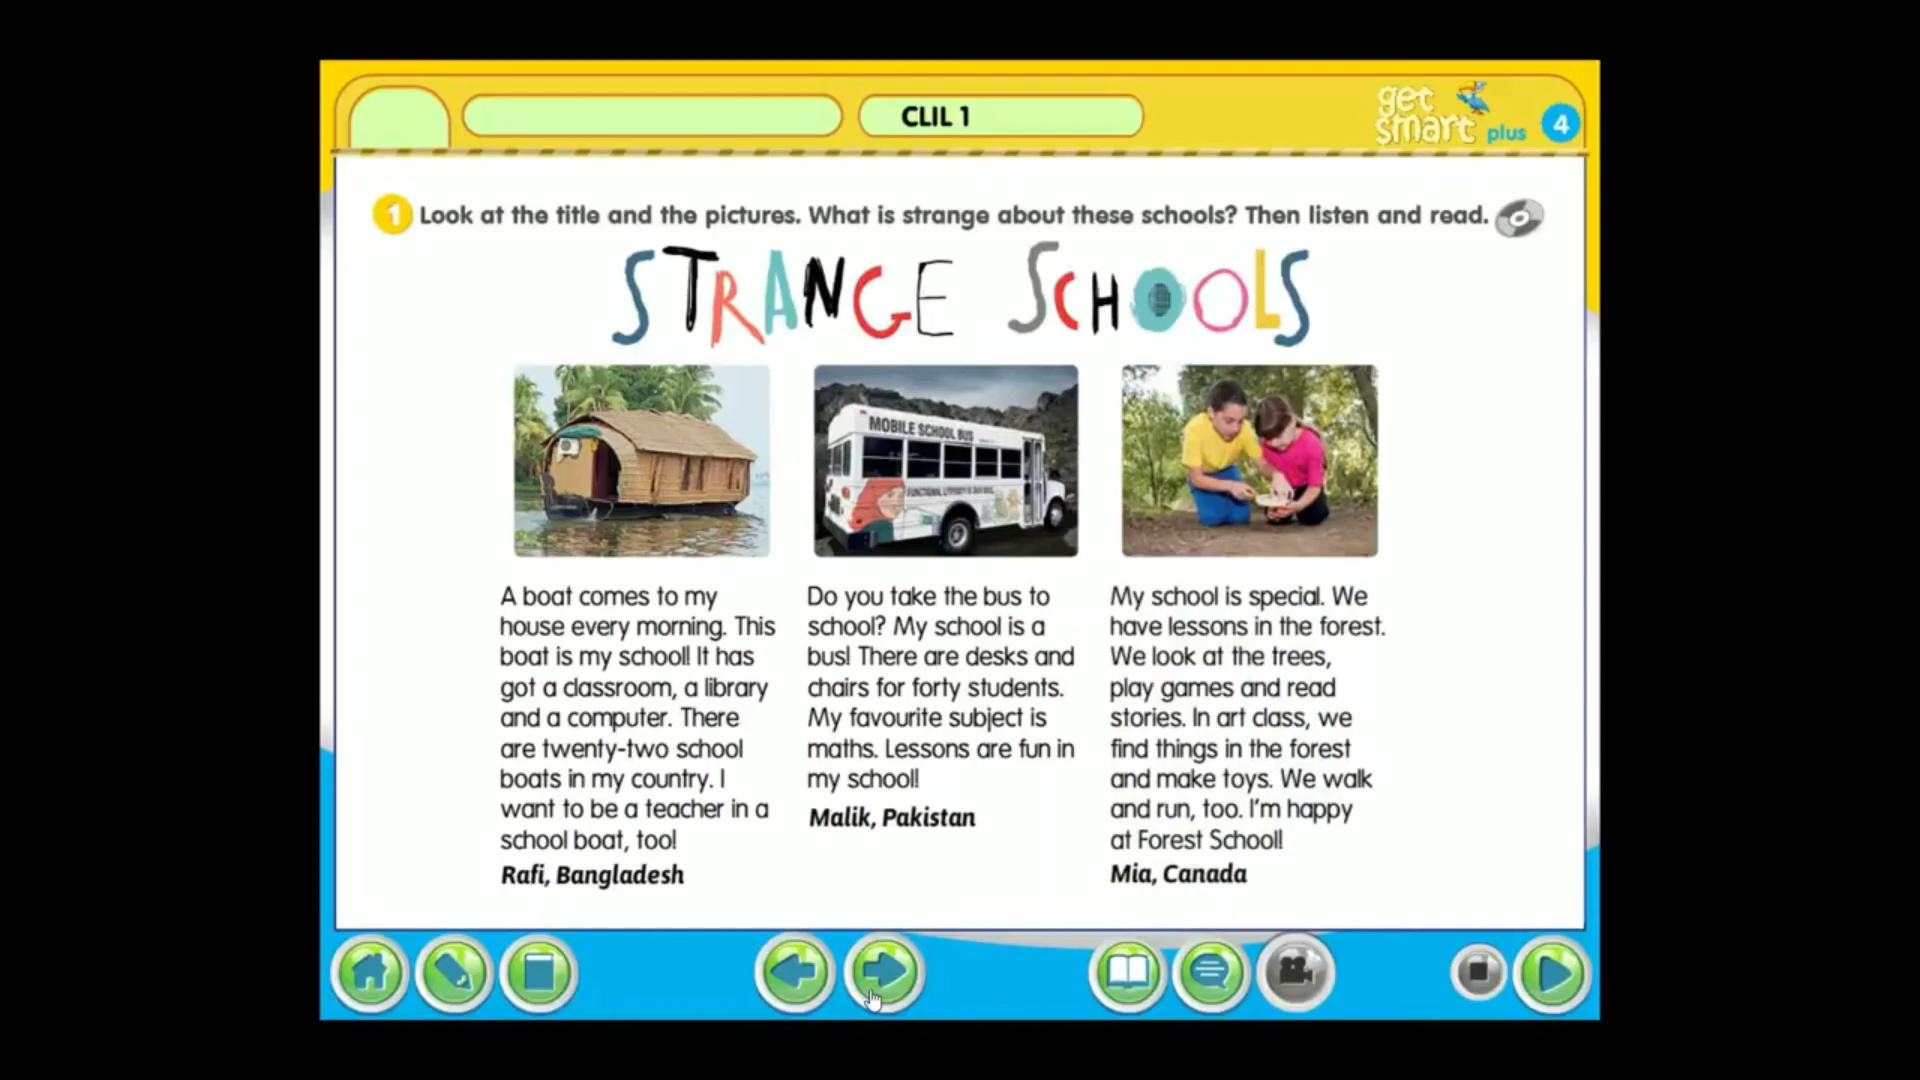 CLIL 1
get
smart plus 4
1 Look at the title and the pictures. What is strange about these schools? Then listen and read.
STRANGE SCHOOLS
MOBILE SCHOOL BUS
A boat comes to my
house every morning. This
boat is my school! It has
got a classroom, a library
and a computer. There
are twenty-two school
boats in my country. I
want to be a teacher in a
school boat, too!
Rafi, Bangladesh
Do you take the bus to
school? My school is a
bus! There are desks and
chairs for forty students.
My favourite subject is
maths. Lessons are fun in
my school!
Malik, Pakistan
My school is special. We
have lessons in the forest.
We look at the trees,
play games and read
stories. In art class, we
find things in the forest
and make toys. We walk
and run, too. I'm happy
at Forest School!
Mia, Canada